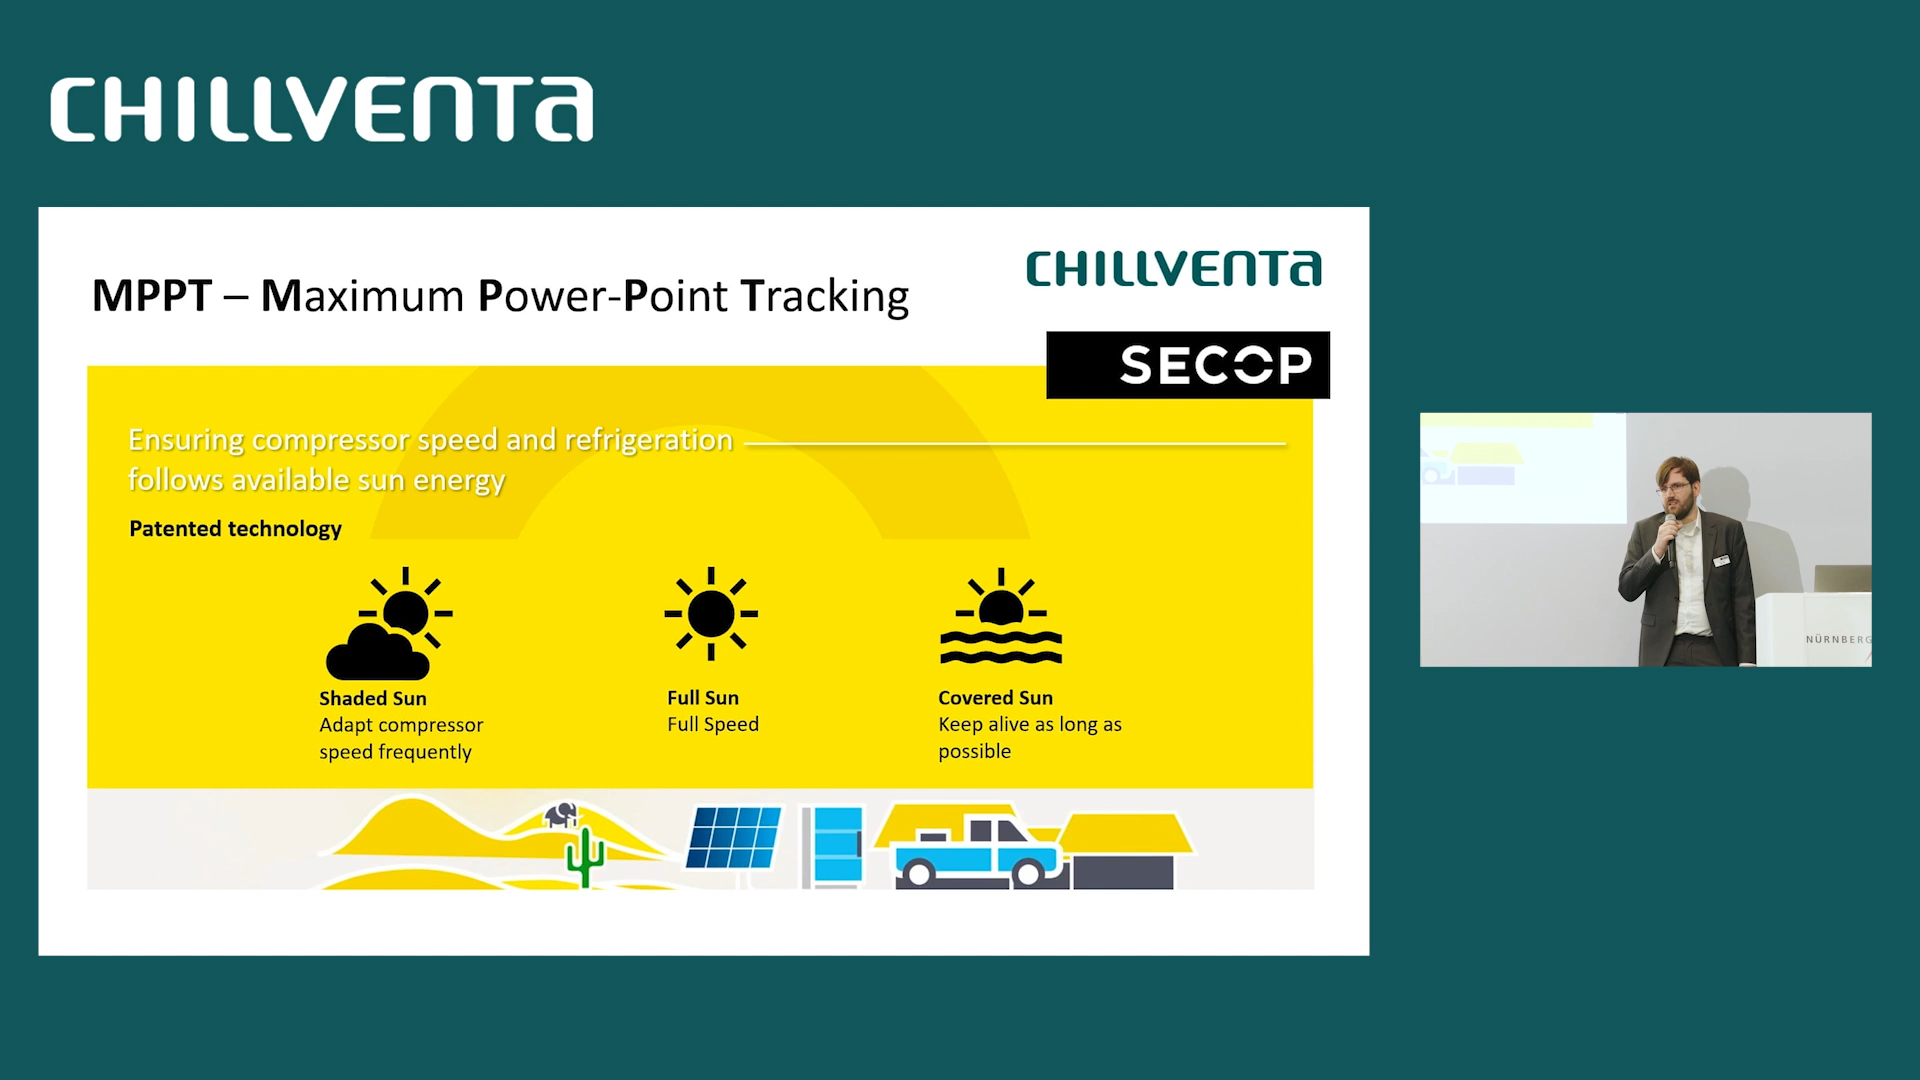 CHILLVENTA
CHILLVENTA
MPPT – Maximum Power-Point Tracking
SECOP
Ensuring compressor speed and refrigeration
follows available sun energy
Patented technology
Shaded Sun
Adapt compressor
speed frequently
Full Sun
Full Speed
Covered Sun
Keep alive as long as
possible
NÜRNBERG